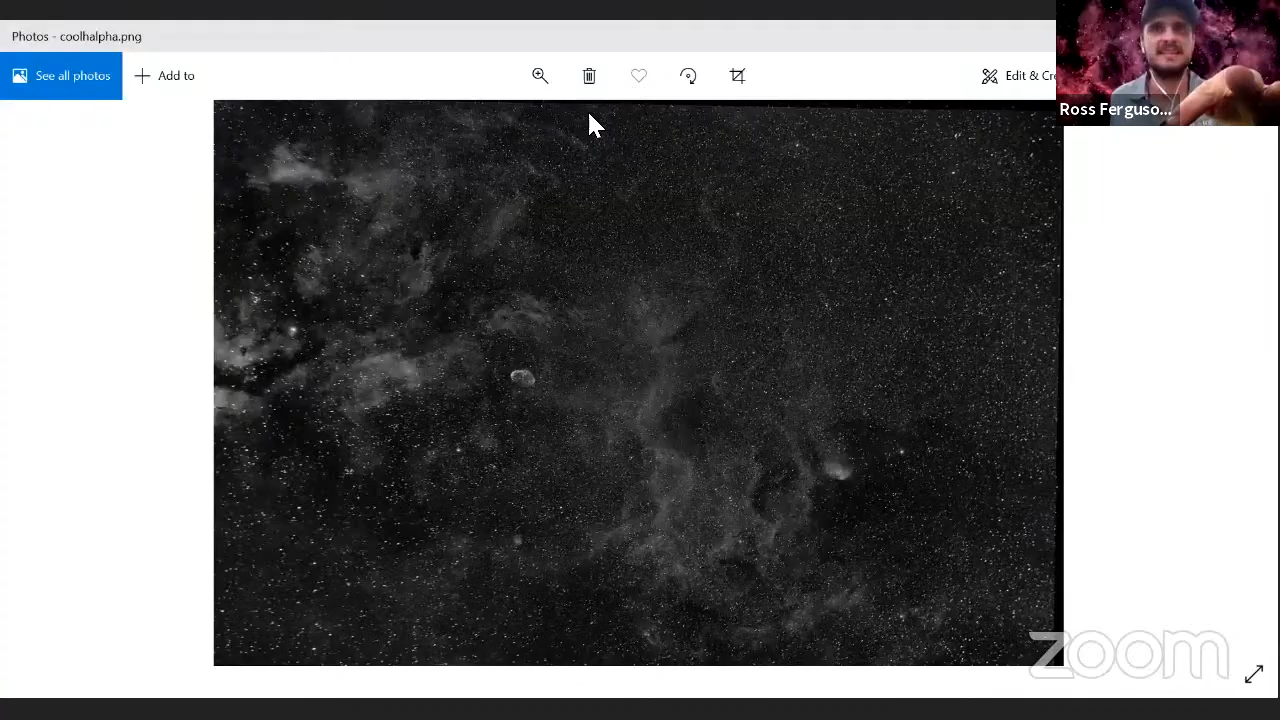 Photos - coolhalpha.png
See all photos
Add to
Edit & Cre
Ross Ferguso...
zoom